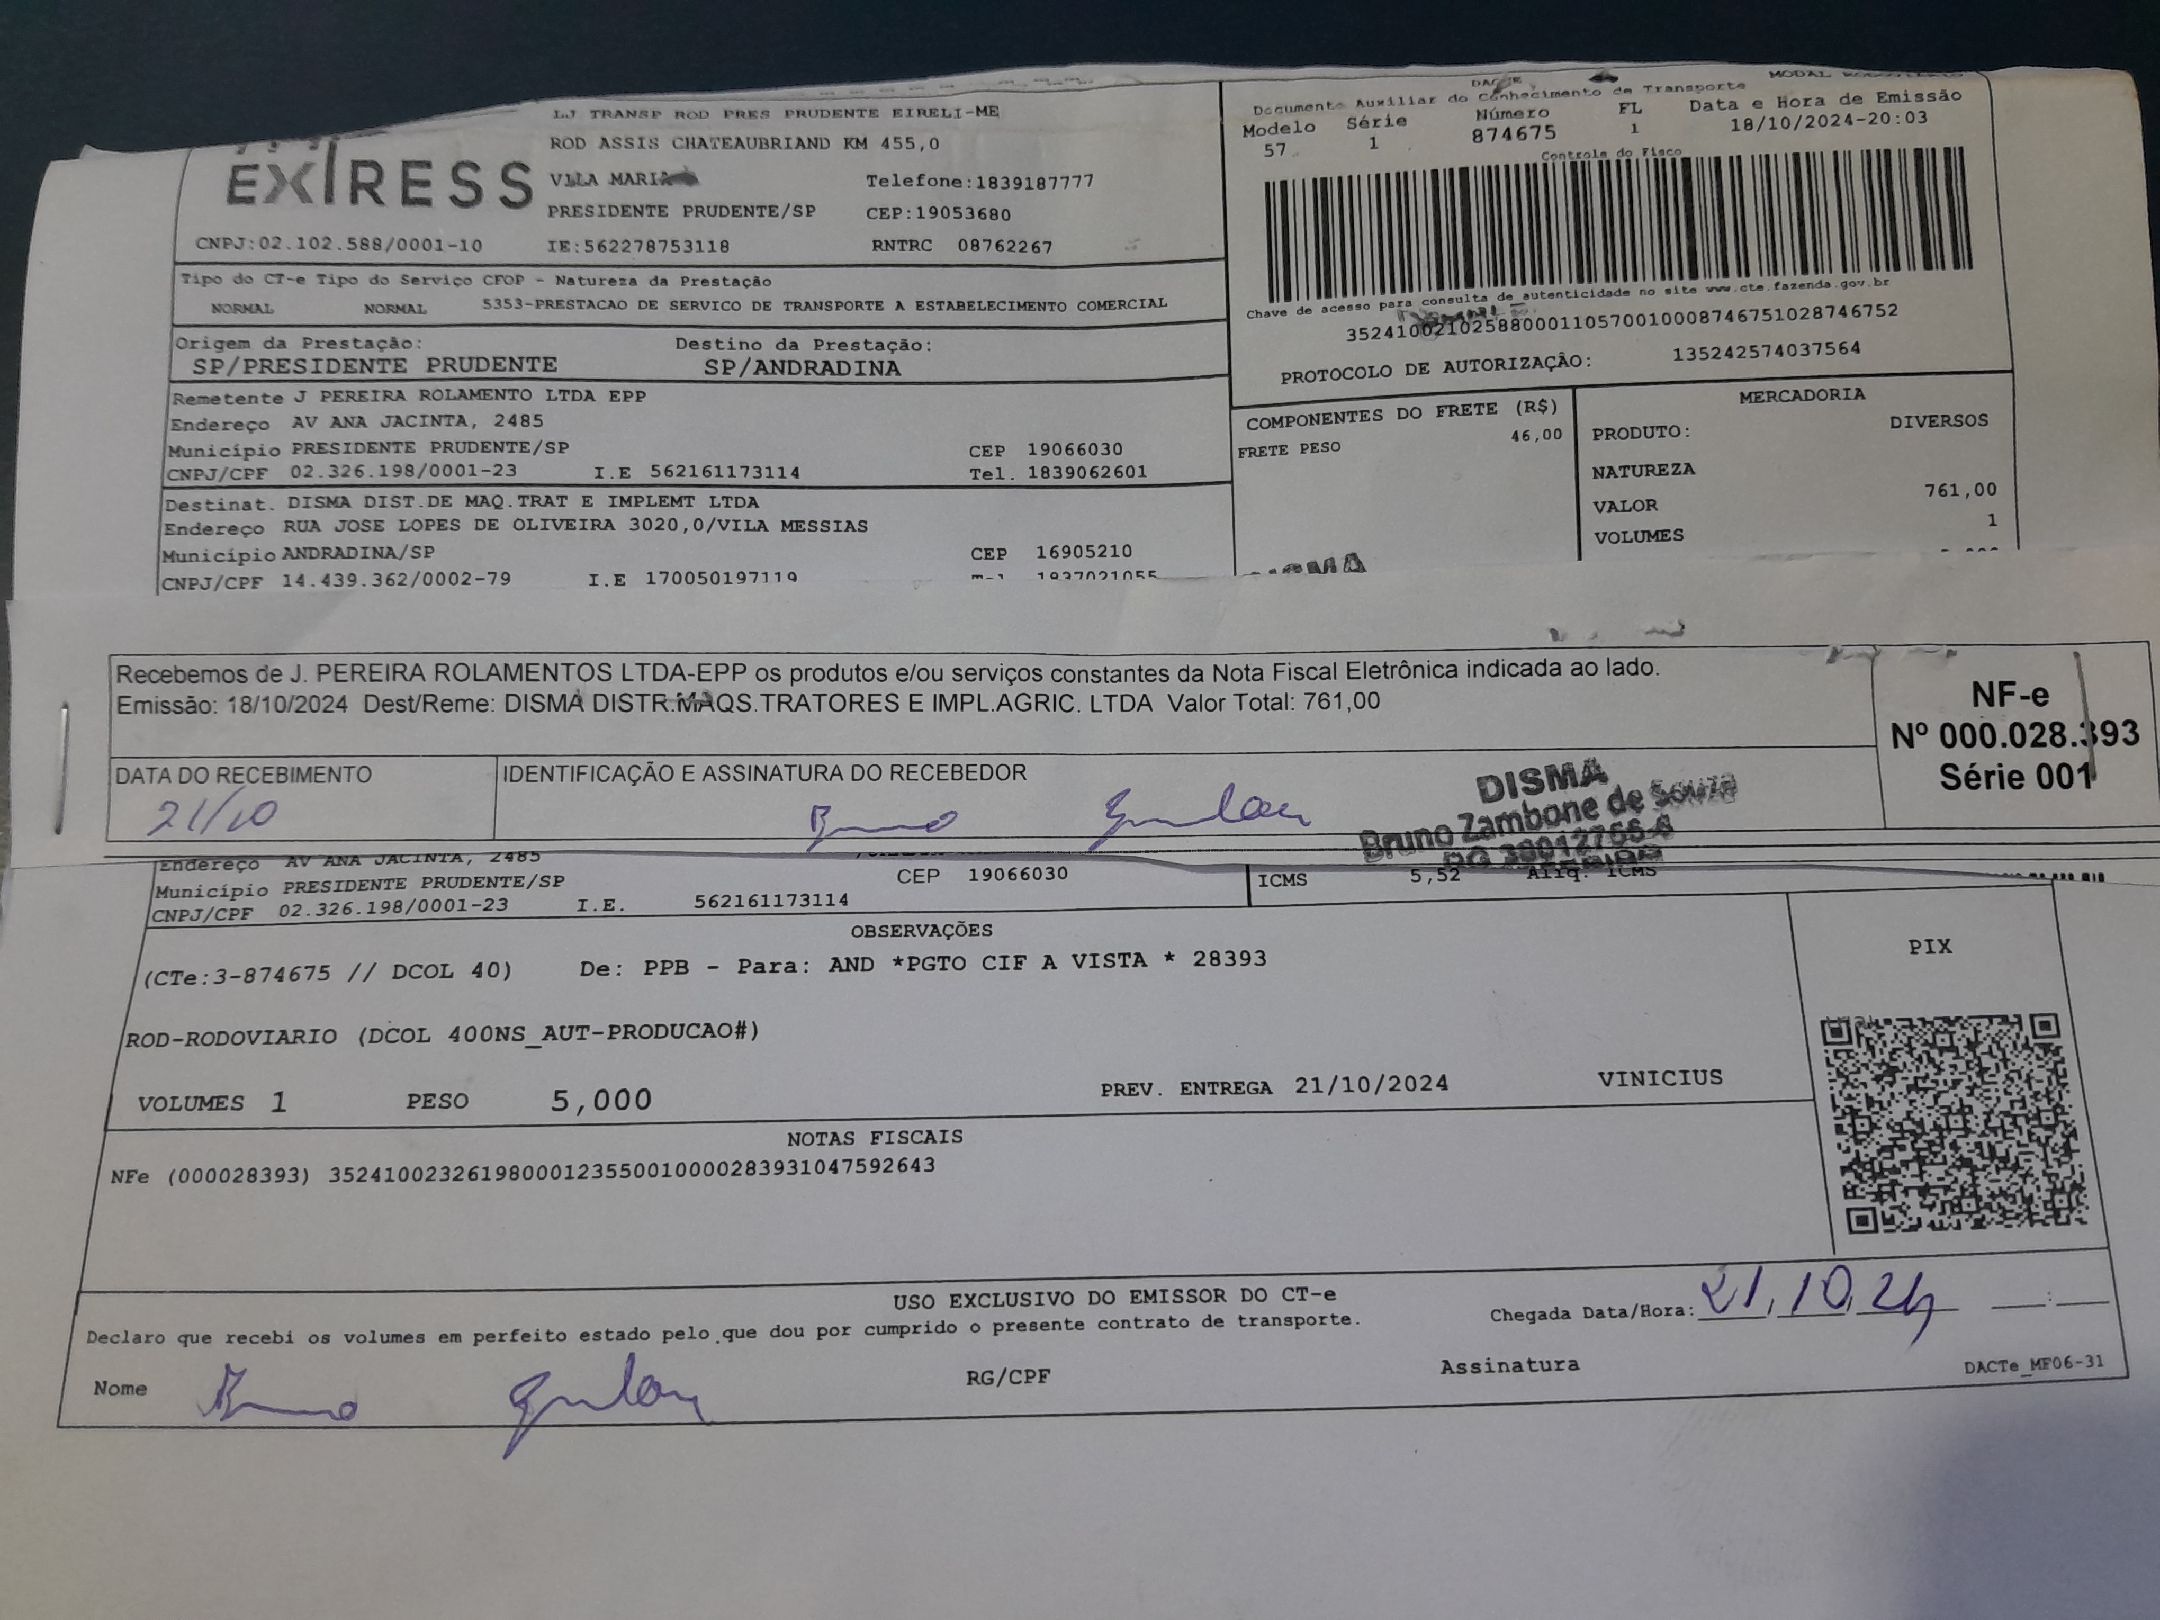 EXPRESS
LJ TRANSP ROD PRES PRUDENTE EIRELI-ME
ROD ASSIS CHATEAUBRIAND KM 455,0
VILA MARIA
Telefone:1839187777
PRESIDENTE PRUDENTE/SP
CEP:19053680
CNPJ:02.102.588/0001-10
IE:562278753118
RNTRC 08762267
DACTE
MODAL RODOVIÁRIO
Documento Auxiliar do Conhecimento de Transporte
Modelo Série Número FL Data e Hora de Emissão
57 1 874675 1 18/10/2024-20:03
Controle do Fisco
Chave de acesso para consulta de autenticidade no site www.cte.fazenda.gov.br
35241002102588000110570010008746751028746752
PROTOCOLO DE AUTORIZAÇÃO: 135242574037564
Tipo do CT-e Tipo do Serviço CFOP - Natureza da Prestação
NORMAL NORMAL 5353-PRESTACAO DE SERVICO DE TRANSPORTE A ESTABELECIMENTO COMERCIAL
Origem da Prestação: Destino da Prestação:
SP/PRESIDENTE PRUDENTE SP/ANDRADINA
Remetente J PEREIRA ROLAMENTO LTDA EPP
Endereço AV ANA JACINTA, 2485
Município PRESIDENTE PRUDENTE/SP CEP 19066030
CNPJ/CPF 02.326.198/0001-23 I.E 562161173114 Tel. 1839062601
Destinat. DISMA DIST.DE MAQ.TRAT E IMPLEMT LTDA
Endereço RUA JOSE LOPES DE OLIVEIRA 3020,0/VILA MESSIAS
Município ANDRADINA/SP CEP 16905210
CNPJ/CPF 14.439.362/0002-79 I.E 170050197119 Tel 1837021055
COMPONENTES DO FRETE (R$)
FRETE PESO 46,00
MERCADORIA
PRODUTO: DIVERSOS
NATUREZA
VALOR 761,00
VOLUMES 1
DISMA
Recebemos de J. PEREIRA ROLAMENTOS LTDA-EPP os produtos e/ou serviços constantes da Nota Fiscal Eletrônica indicada ao lado.
Emissão: 18/10/2024 Dest/Reme: DISMA DISTR.MAQS.TRATORES E IMPL.AGRIC. LTDA Valor Total: 761,00
NF-e
Nº 000.028.393
Série 001
DATA DO RECEBIMENTO
21/10
IDENTIFICAÇÃO E ASSINATURA DO RECEBEDOR
Bruno
DISMA
Bruno Zambone de Souza
RG 38012765-6
Endereço AV ANA JACINTA, 2485
Município PRESIDENTE PRUDENTE/SP CEP 19066030
CNPJ/CPF 02.326.198/0001-23 I.E. 562161173114
ICMS 5,52 Aliq. ICMS
OBSERVAÇÕES
(CTe:3-874675 // DCOL 40) De: PPB - Para: AND *PGTO CIF A VISTA * 28393
ROD-RODOVIARIO (DCOL 400NS_AUT-PRODUCAO#)
VOLUMES 1 PESO 5,000 PREV. ENTREGA 21/10/2024 VINICIUS
PIX
NOTAS FISCAIS
NFe (000028393) 35241002326198000123550010000283931047592643
USO EXCLUSIVO DO EMISSOR DO CT-e
Declaro que recebi os volumes em perfeito estado pelo que dou por cumprido o presente contrato de transporte.
Chegada Data/Hora: 21,10,24 __:__
Nome Bruno RG/CPF Assinatura
DACTe_MF06-31